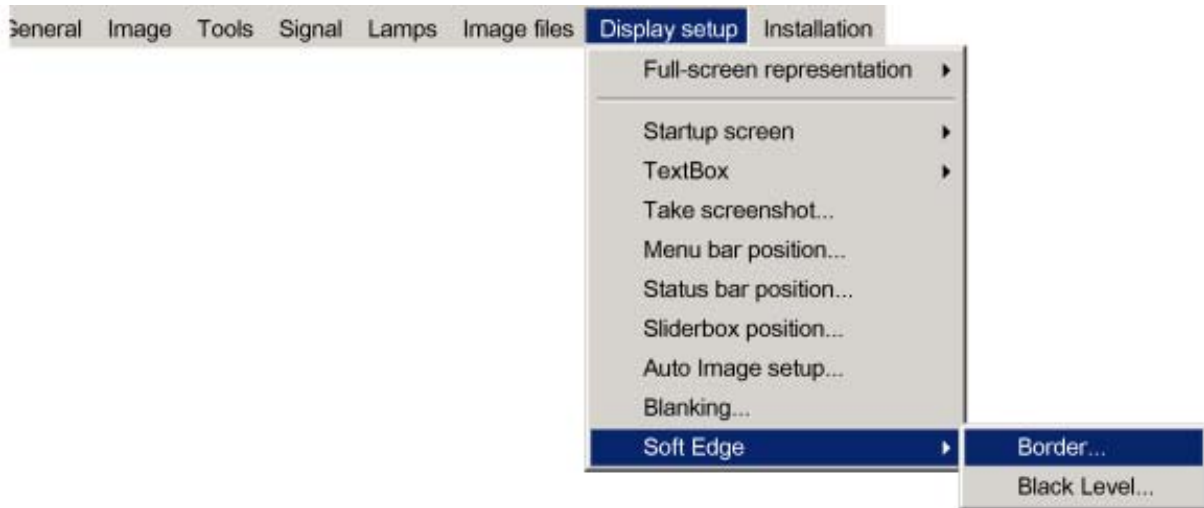 General Image Tools Signal Lamps Image files Display setup Installation
Full-screen representation
Startup screen
TextBox
Take screenshot...
Menu bar position...
Status bar position...
Sliderbox position...
Auto Image setup...
Blanking...
Soft Edge
Border...
Black Level...